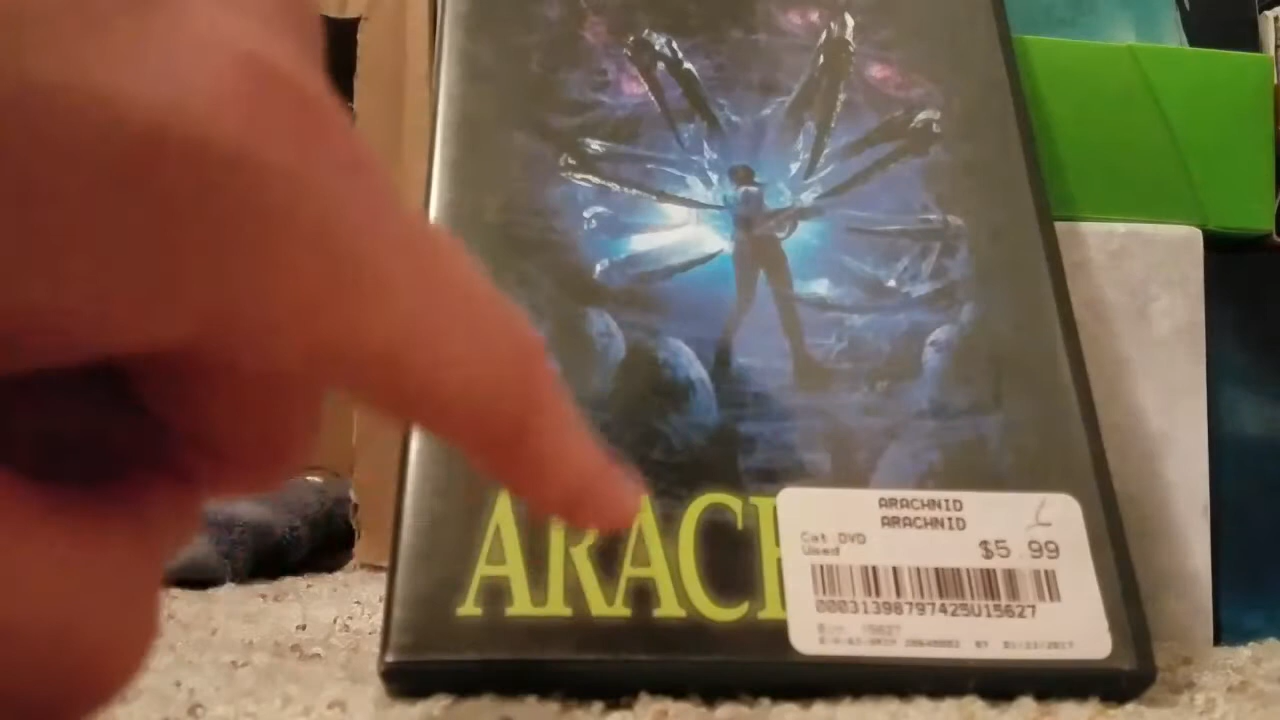 ARACH
ARACHNID
ARACHNID
Cat DVD
Used
$5.99
00031398797425U15627